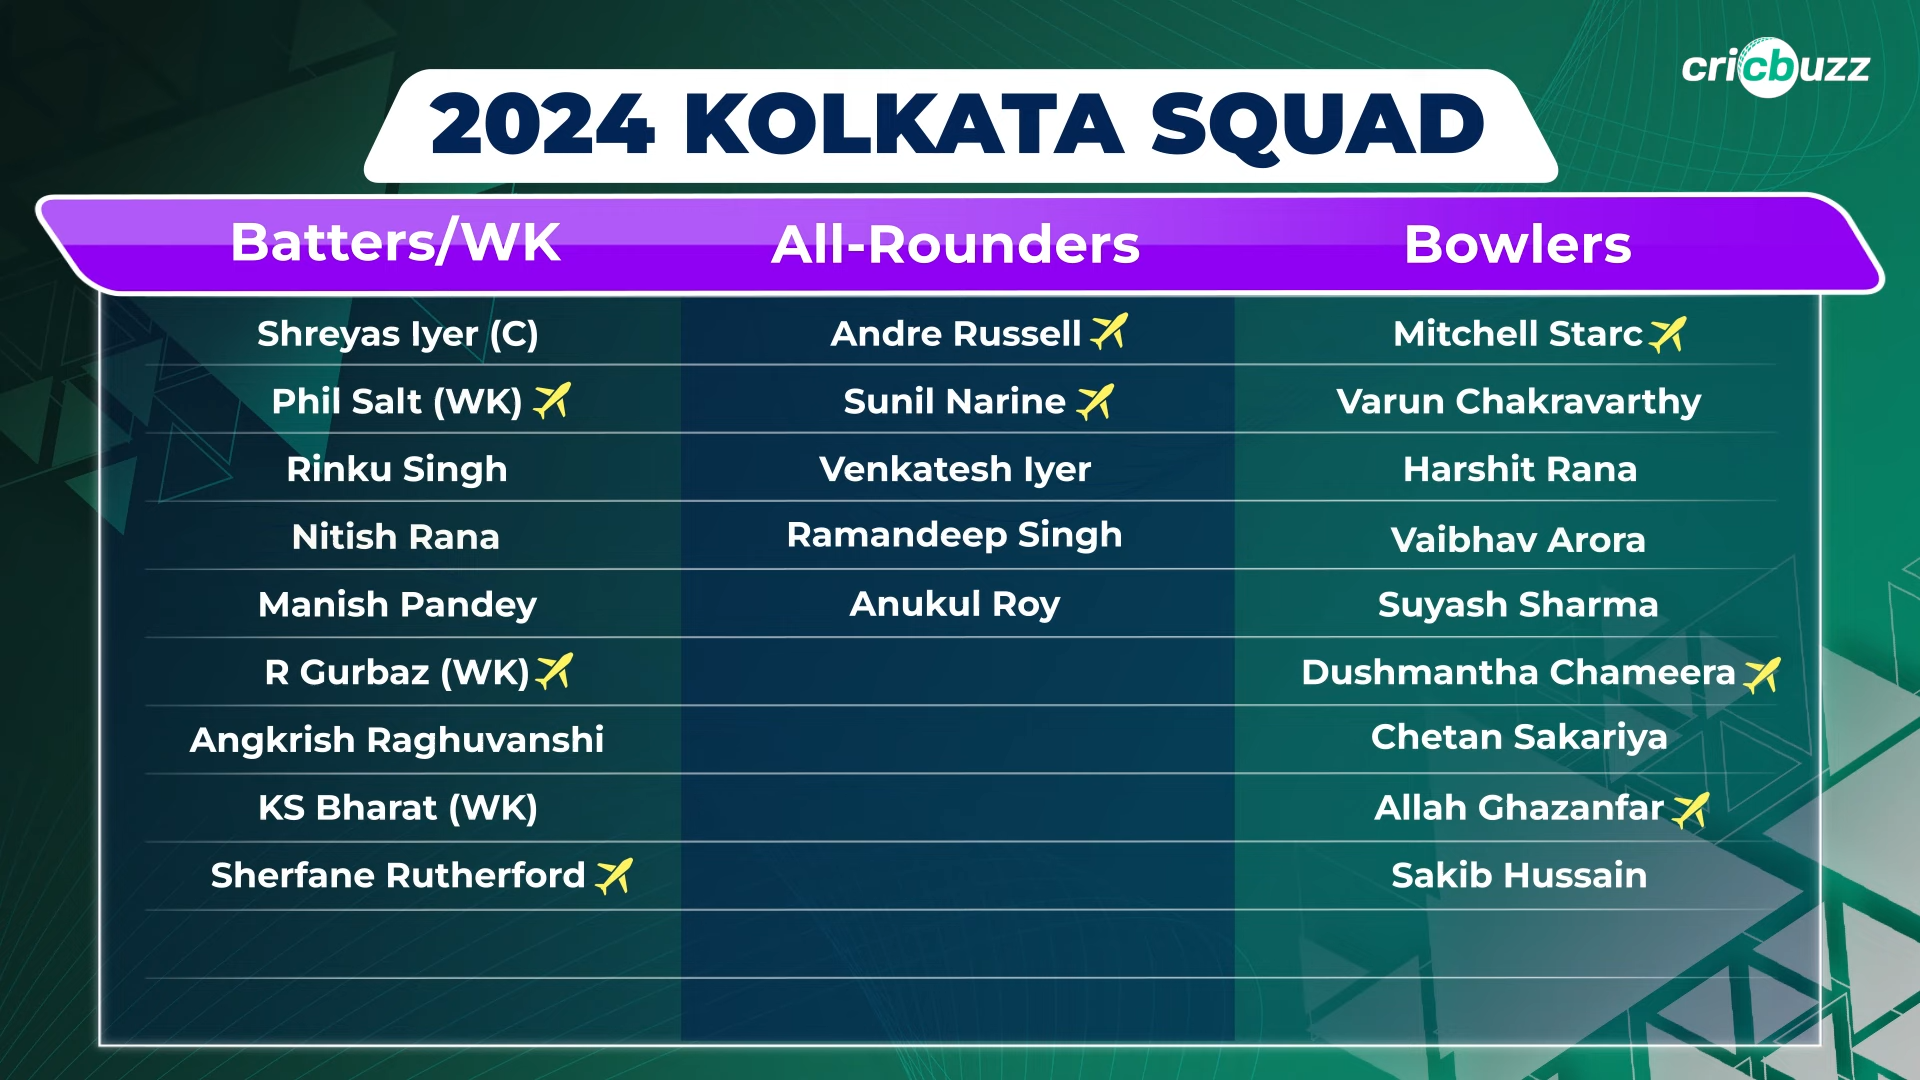 cricbuzz
2024 KOLKATA SQUAD
Batters/WK All-Rounders Bowlers
Shreyas Iyer (C) Andre Russell Mitchell Starc
Phil Salt (WK) Sunil Narine Varun Chakravarthy
Rinku Singh Venkatesh Iyer Harshit Rana
Nitish Rana Ramandeep Singh Vaibhav Arora
Manish Pandey Anukul Roy Suyash Sharma
R Gurbaz (WK) Dushmantha Chameera
Angkrish Raghuvanshi Chetan Sakariya
KS Bharat (WK) Allah Ghazanfar
Sherfane Rutherford Sakib Hussain